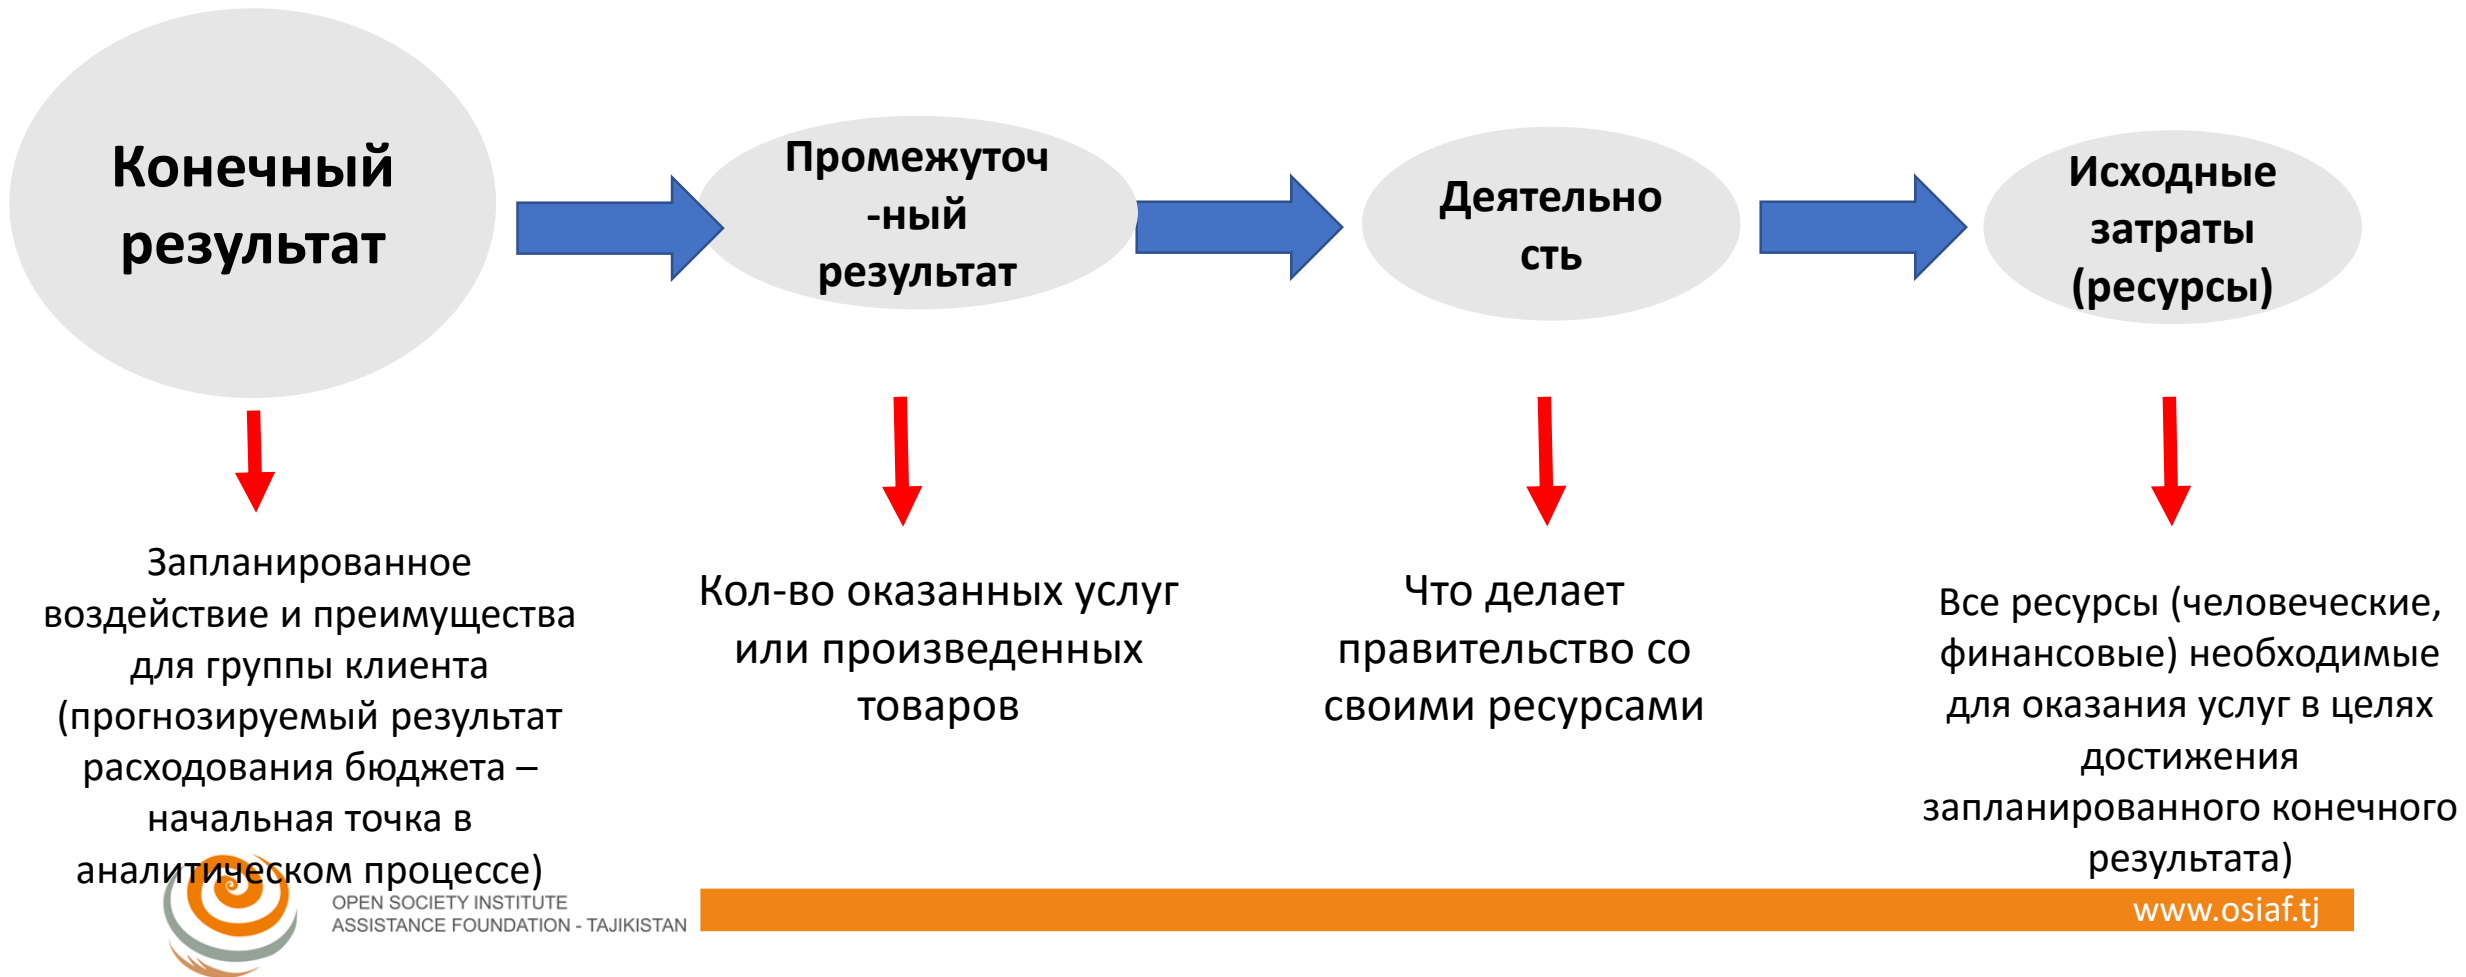 Конечный
результат
Промежуточ
-ный
результат
Деятельно
сть
Исходные
затраты
(ресурсы)
Запланированное
воздействие и преимущества
для группы клиента
(прогнозируемый результат
расходования бюджета –
начальная точка в
аналитическом процессе)
Кол-во оказанных услуг
или произведенных
товаров
Что делает
правительство со
своими ресурсами
Все ресурсы (человеческие,
финансовые) необходимые
для оказания услуг в целях
достижения
запланированного конечного
результата)
OPEN SOCIETY INSTITUTE
ASSISTANCE FOUNDATION - TAJIKISTAN
www.osiaf.tj